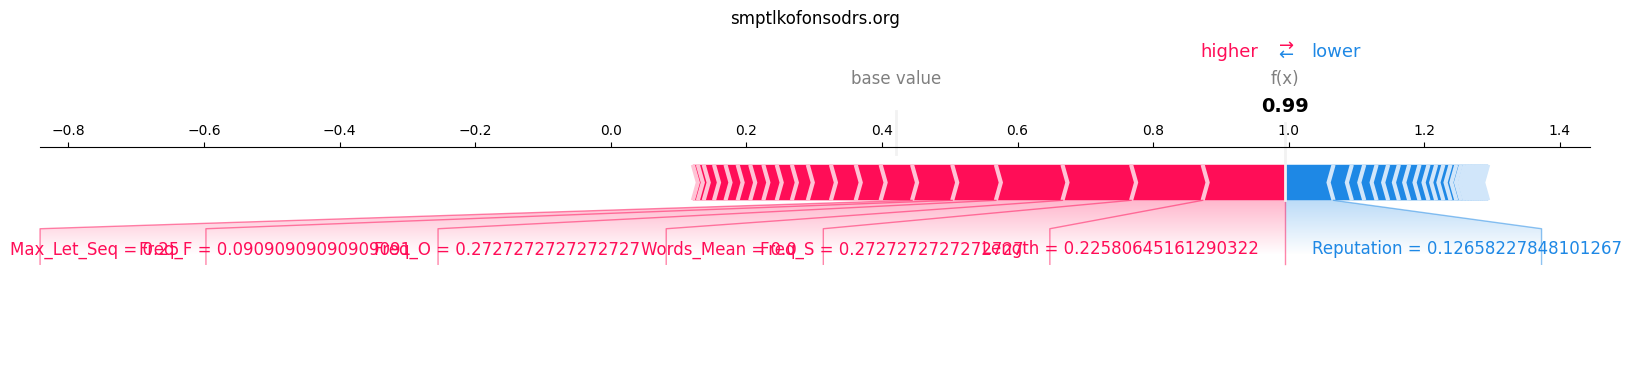 smptlkofonsodrs.org
higher → ← lower
base value f(x)
0.99
−0.8 −0.6 −0.4 −0.2 0.0 0.2 0.4 0.6 0.8 1.0 1.2 1.4
Max_Let_Seq = 0.25 Freq_F = 0.09090909090909091 Freq_O = 0.2727272727272727 Words_Mean = 0.0 Freq_S = 0.2727272727272727 Length = 0.22580645161290322 Reputation = 0.12658227848101267